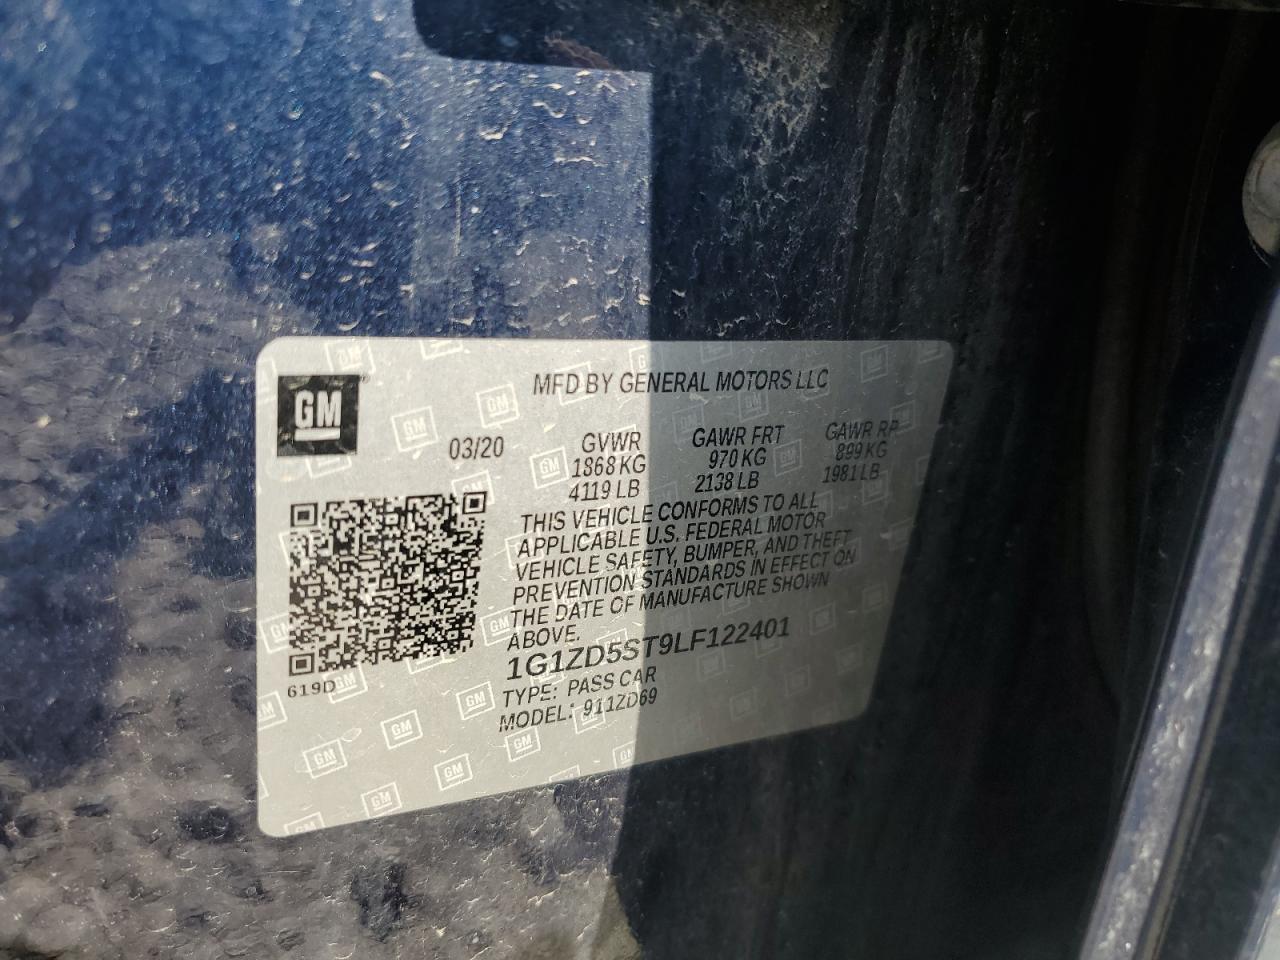 GM
MFD BY GENERAL MOTORS LLC
03/20
GVWR GAWR FRT GAWR RR
1868 KG 970 KG 899 KG
4119 LB 2138 LB 1981 LB
THIS VEHICLE CONFORMS TO ALL
APPLICABLE U.S. FEDERAL MOTOR
VEHICLE SAFETY, BUMPER, AND THEFT
PREVENTION STANDARDS IN EFFECT ON
THE DATE OF MANUFACTURE SHOWN
ABOVE.
1G1ZD5ST9LF122401
TYPE: PASS CAR
MODEL: 911ZD69
619D